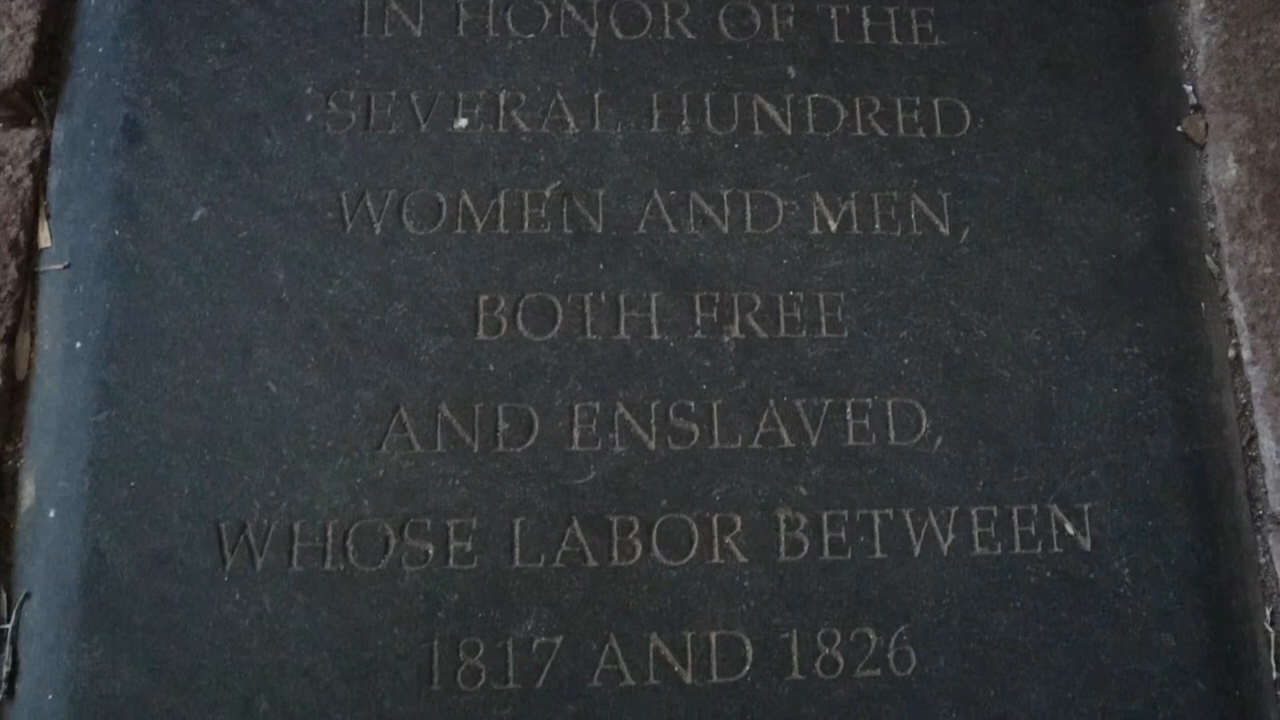 IN HONOR OF THE
SEVERAL HUNDRED
WOMEN AND MEN,
BOTH FREE
AND ENSLAVED,
WHOSE LABOR BETWEEN
1817 AND 1826